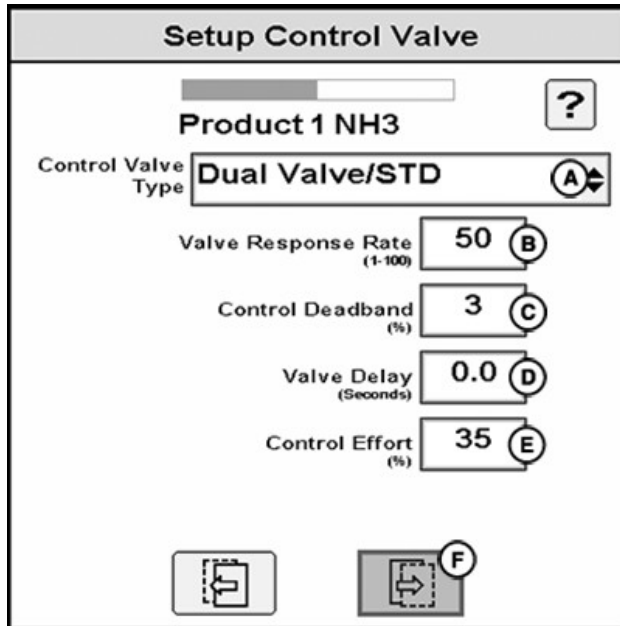 Setup Control Valve
?
Product 1 NH3
Control Valve
Type
Dual Valve/STD
A
Valve Response Rate
(1-100)
50
B
Control Deadband
(%)
3
C
Valve Delay
(Seconds)
0.0
D
Control Effort
(%)
35
E
F